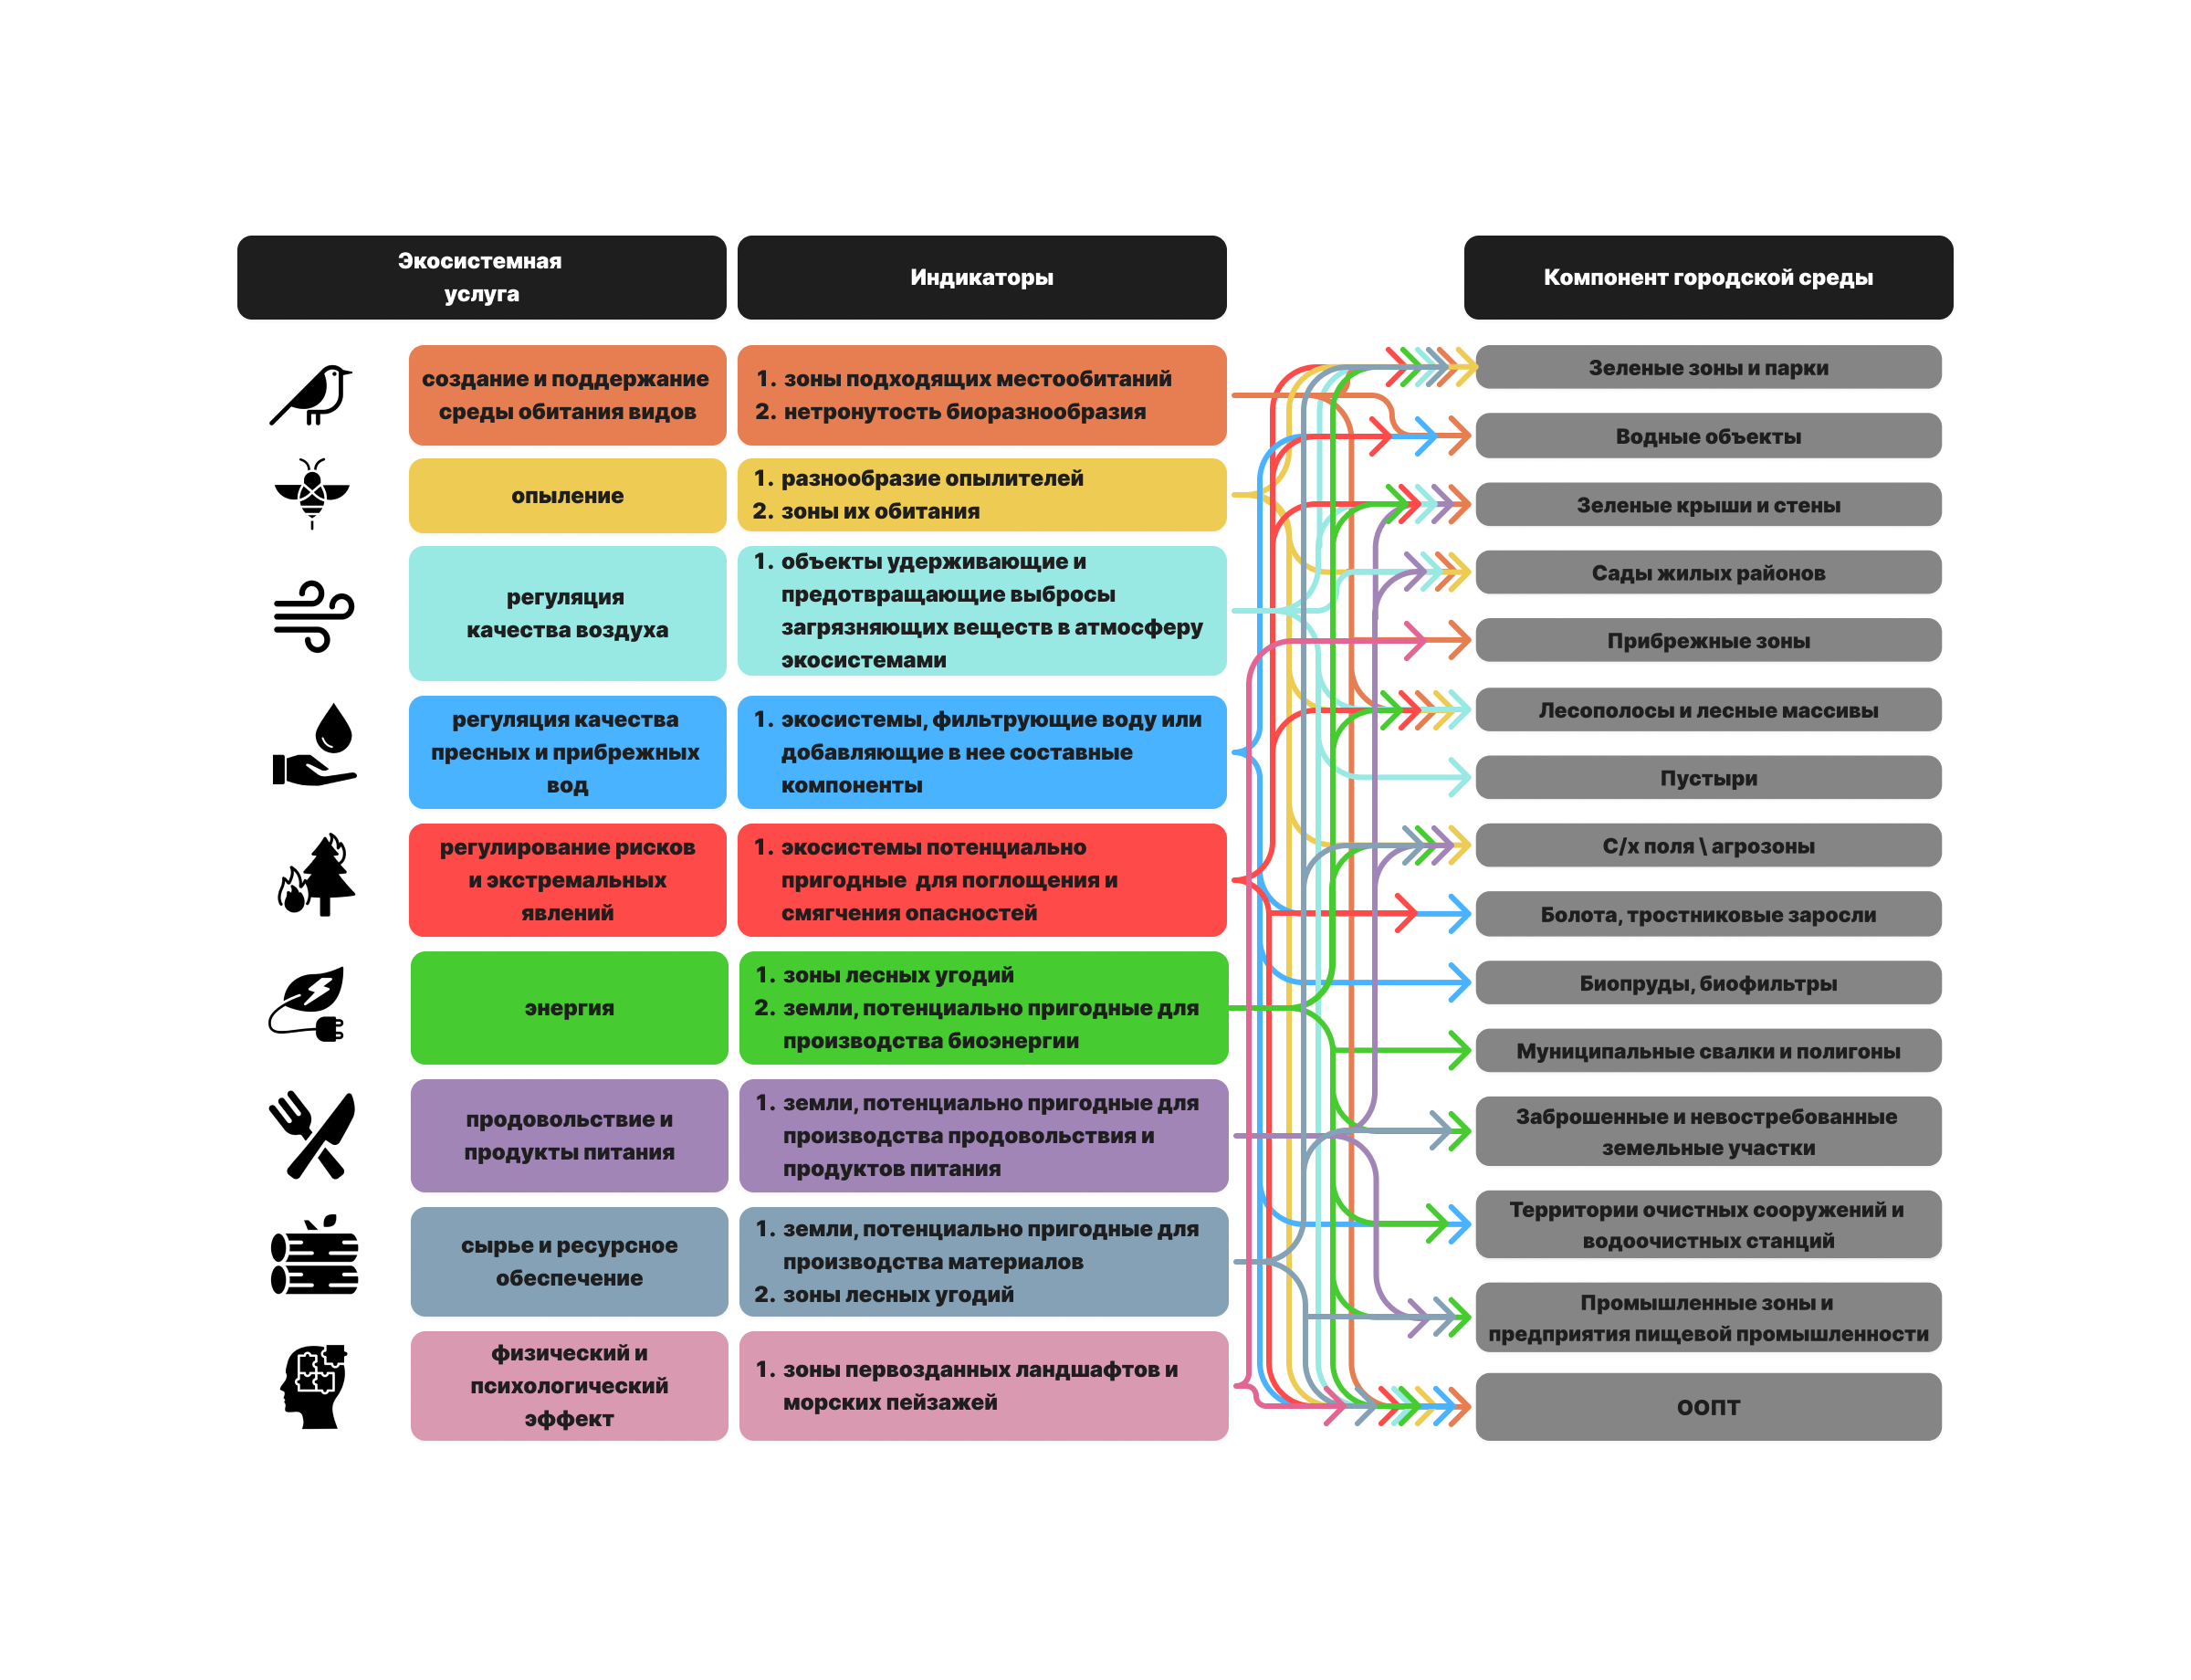 Экосистемная
услуга
Индикаторы
Компонент городской среды
создание и поддержание
среды обитания видов
1. зоны подходящих местообитаний
2. нетронутость биоразнообразия
опыление
1. разнообразие опылителей
2. зоны их обитания
регуляция
качества воздуха
1. объекты удерживающие и
предотвращающие выбросы
загрязняющих веществ в атмосферу
экосистемами
регуляция качества
пресных и прибрежных
вод
1. экосистемы, фильтрующие воду или
добавляющие в нее составные
компоненты
регулирование рисков
и экстремальных
явлений
1. экосистемы потенциально
пригодные для поглощения и
смягчения опасностей
энергия
1. зоны лесных угодий
2. земли, потенциально пригодные для
производства биоэнергии
продовольствие и
продукты питания
1. земли, потенциально пригодные для
производства продовольствия и
продуктов питания
сырье и ресурсное
обеспечение
1. земли, потенциально пригодные для
производства материалов
2. зоны лесных угодий
физический и
психологический
эффект
1. зоны первозданных ландшафтов и
морских пейзажей
Зеленые зоны и парки
Водные объекты
Зеленые крыши и стены
Сады жилых районов
Прибрежные зоны
Лесополосы и лесные массивы
Пустыри
С/х поля \ агрозоны
Болота, тростниковые заросли
Биопруды, биофильтры
Муниципальные свалки и полигоны
Заброшенные и невостребованные
земельные участки
Территории очистных сооружений и
водоочистных станций
Промышленные зоны и
предприятия пищевой промышленности
ООПТ